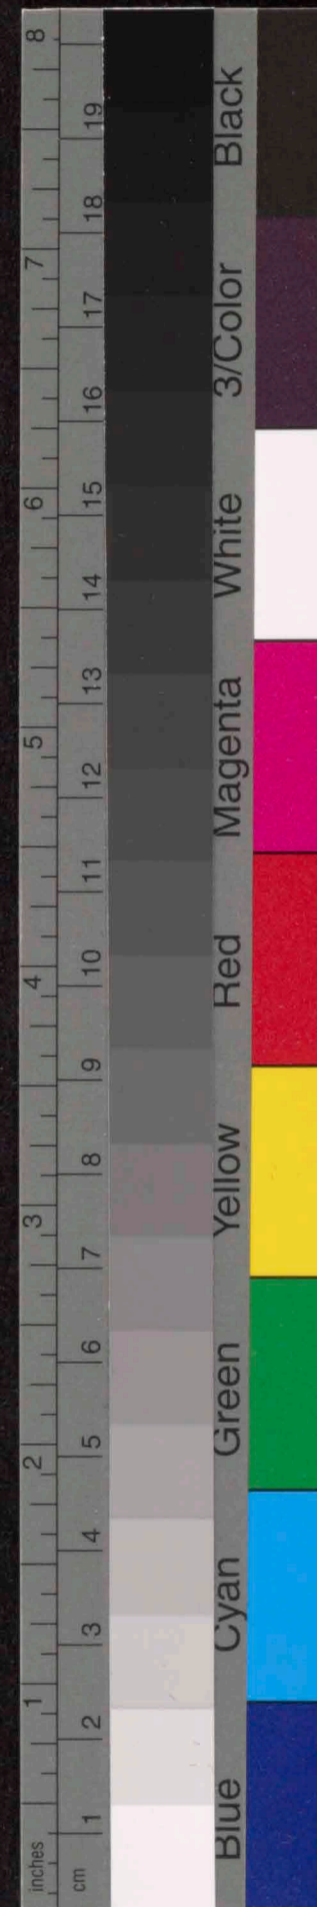 inches 1 2 3 4 5 6 7 8
cm 1 2 3 4 5 6 7 8 9 10 11 12 13 14 15 16 17 18 19
Blue Cyan Green Yellow Red Magenta White 3/Color Black